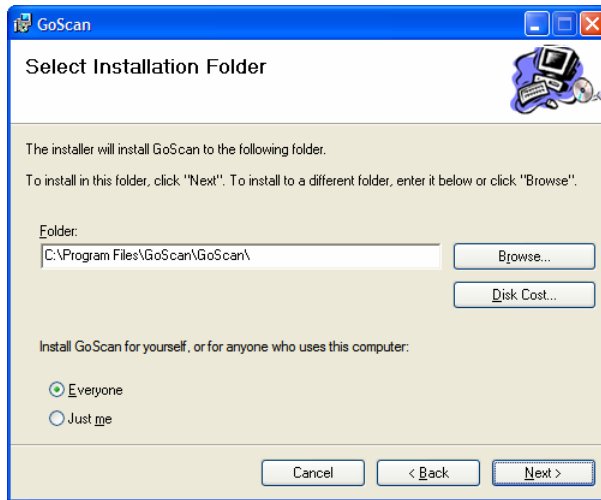 GoScan
Select Installation Folder
The installer will install GoScan to the following folder.
To install in this folder, click "Next". To install to a different folder, enter it below or click "Browse".
Folder:
C:\Program Files\GoScan\GoScan\
Browse...
Disk Cost...
Install GoScan for yourself, or for anyone who uses this computer:
Everyone
Just me
Cancel
< Back
Next >